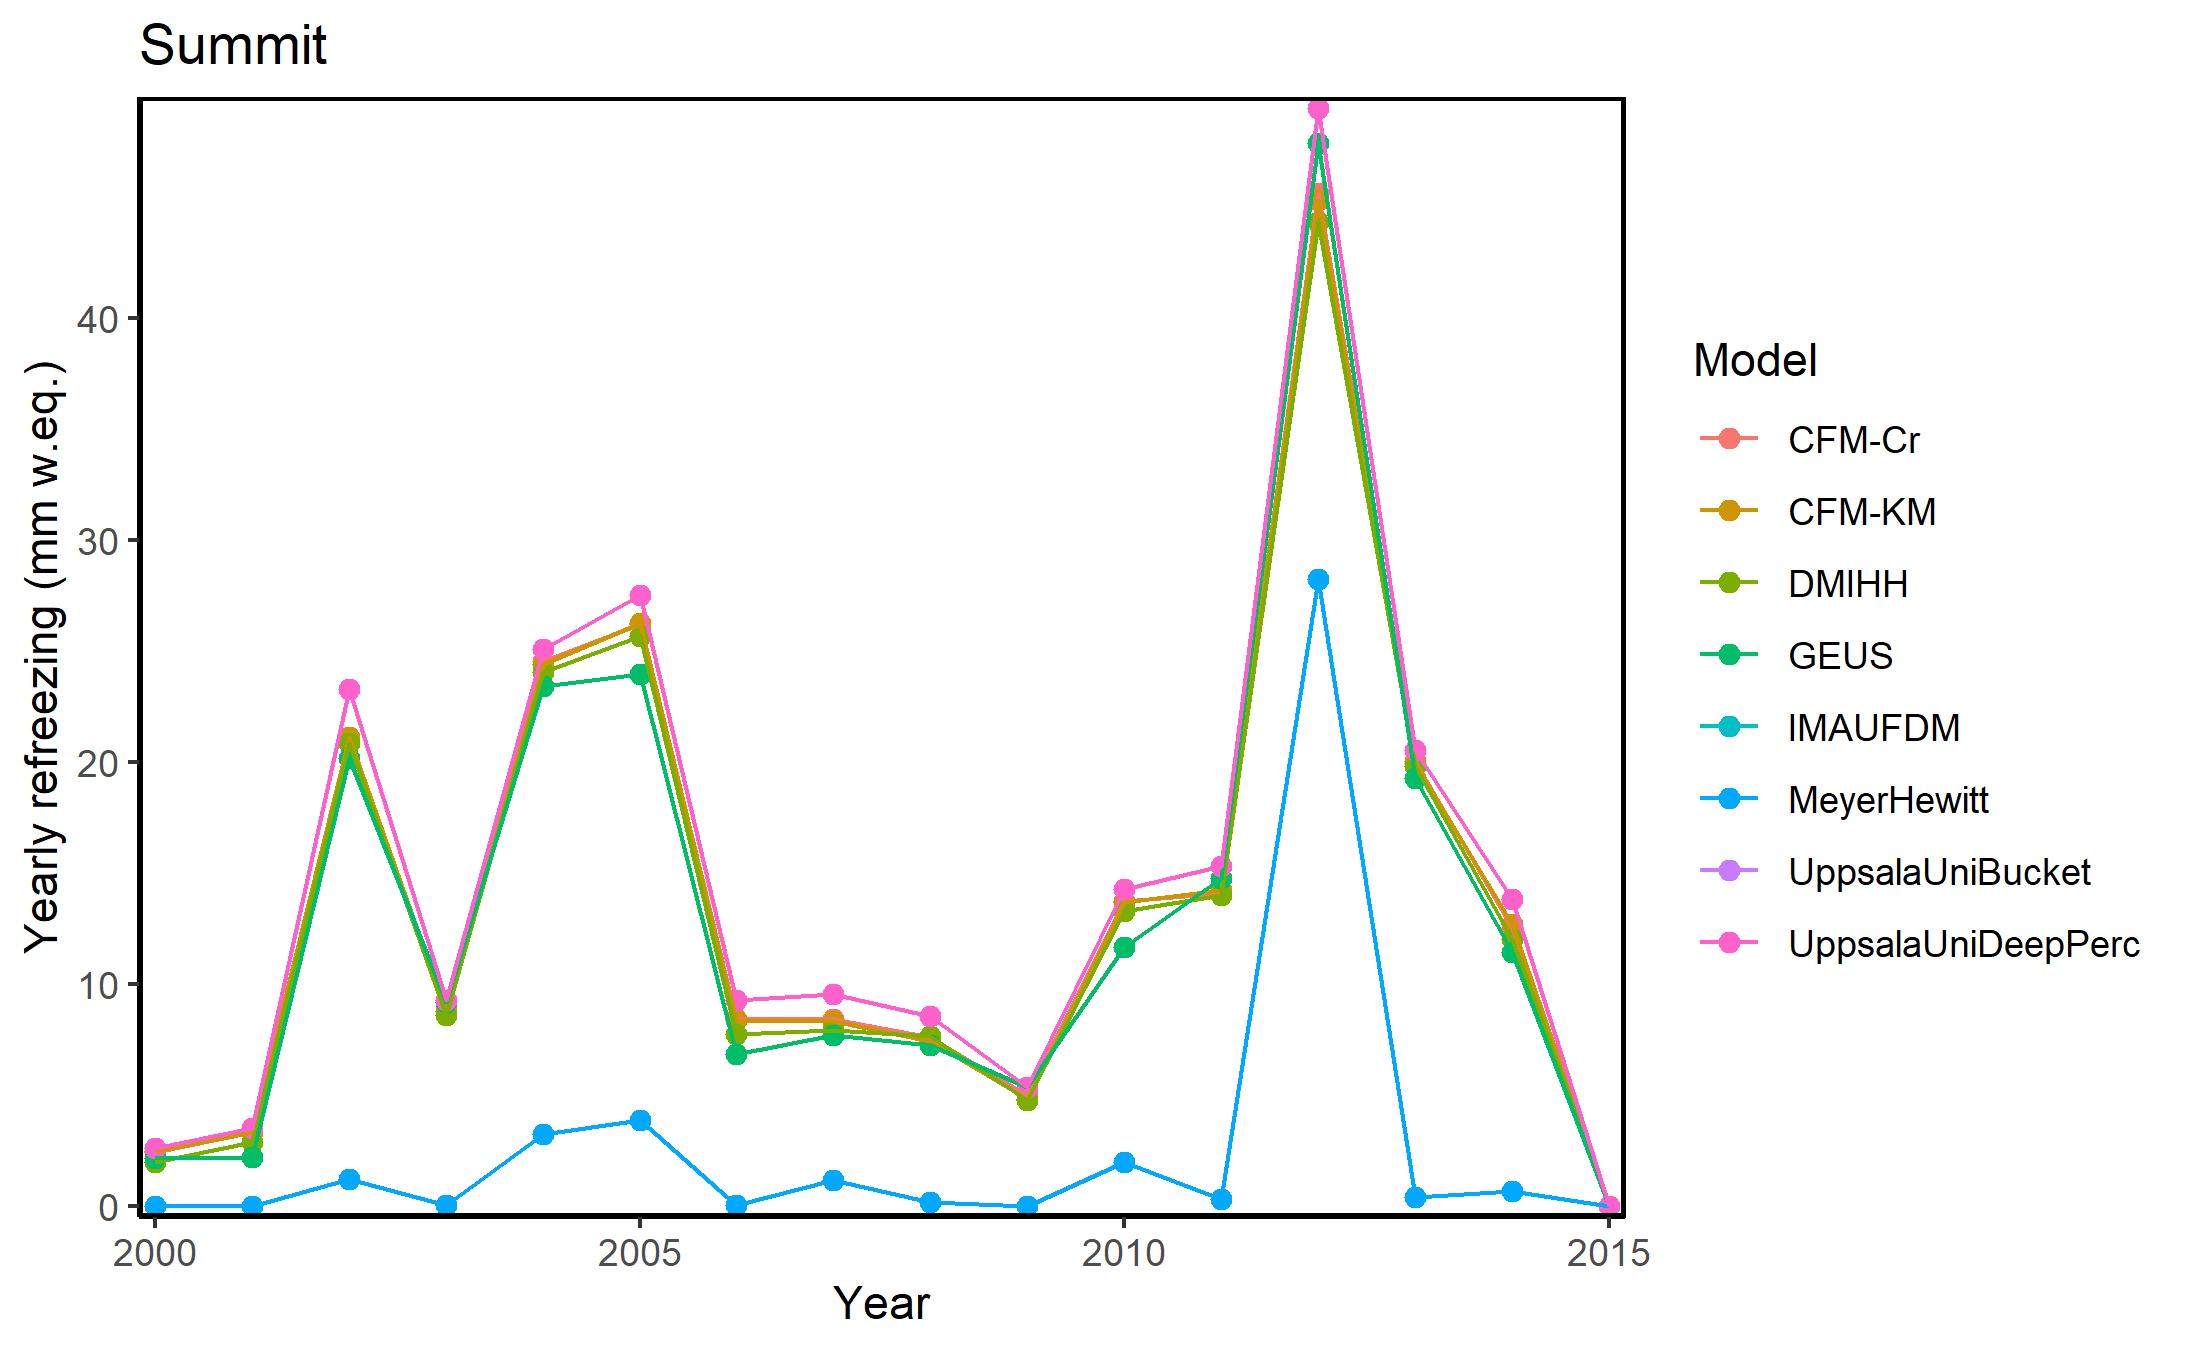 Summit
40
30
20
10
0
Yearly refreezing (mm w.eq.)
2000
2005
2010
2015
Year
Model
CFM-Cr
CFM-KM
DMIHH
GEUS
IMAUFDM
MeyerHewitt
UppsalaUniBucket
UppsalaUniDeepPerc